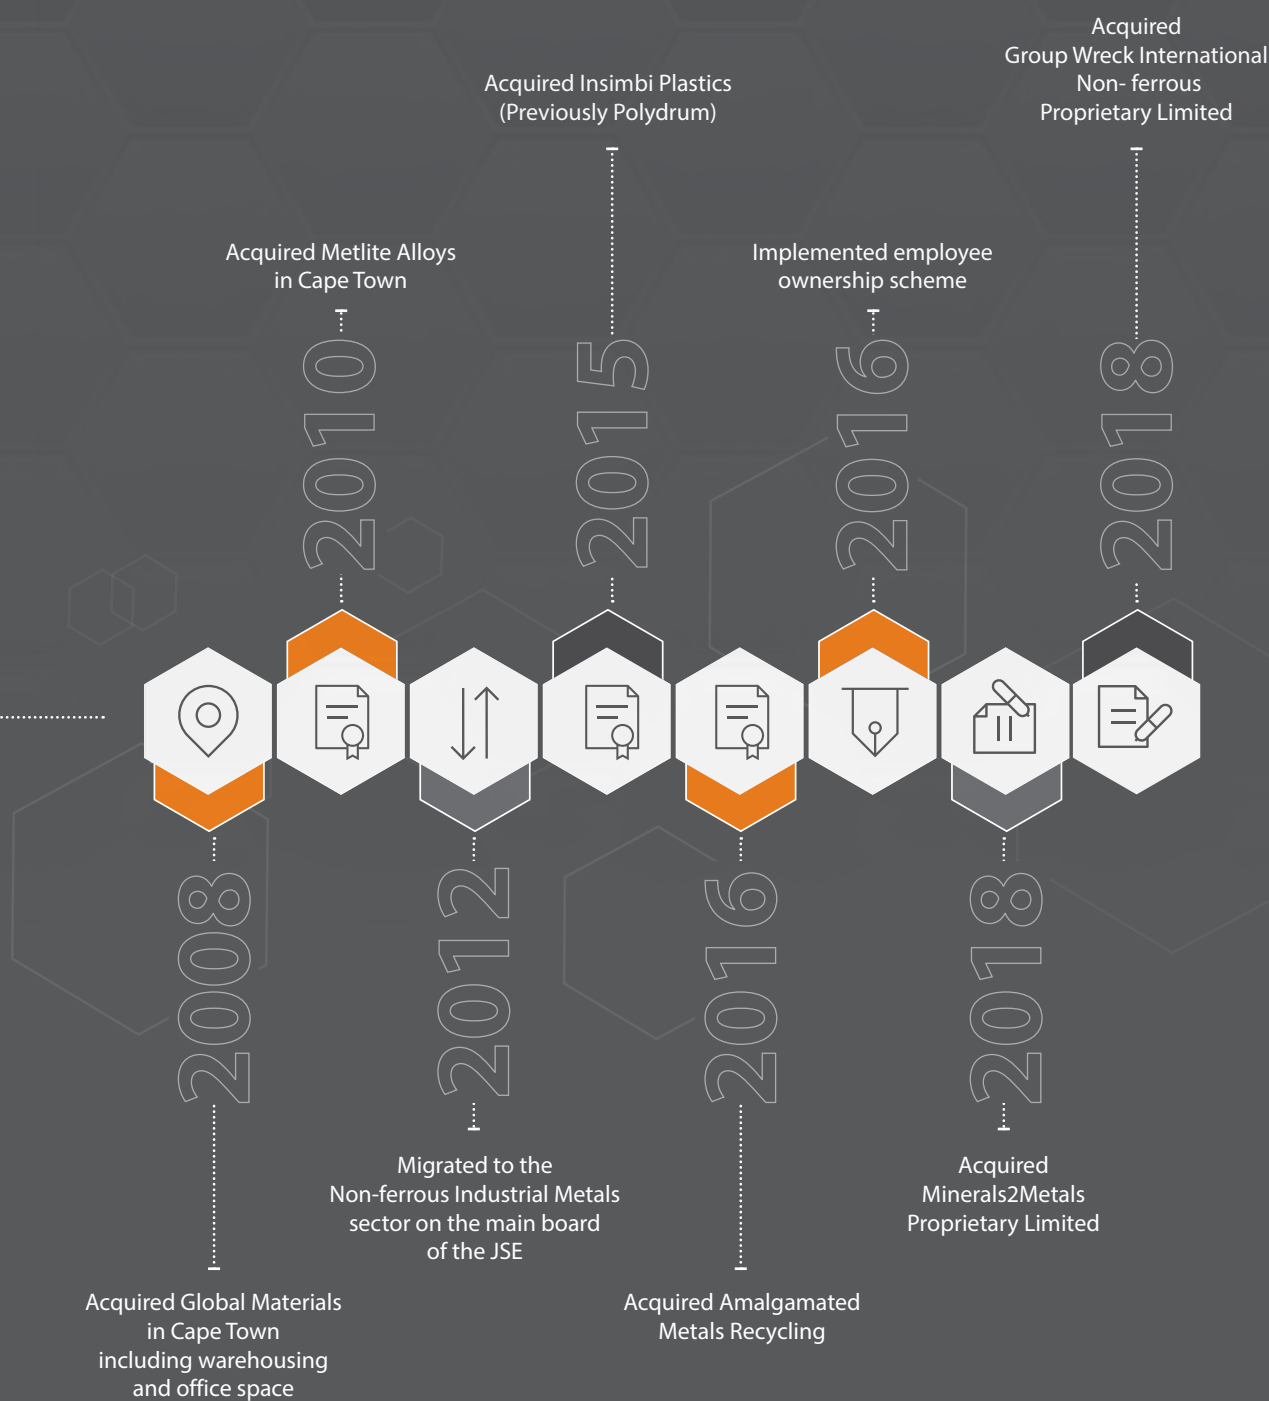 2008
Acquired Global Materials
in Cape Town
including warehousing
and office space
Acquired Metlite Alloys
in Cape Town
2010
2012
Migrated to the
Non-ferrous Industrial Metals
sector on the main board
of the JSE
Acquired Insimbi Plastics
(Previously Polydrum)
2015
2016
Acquired Amalgamated
Metals Recycling
Implemented employee
ownership scheme
2016
2018
Acquired
Minerals2Metals
Proprietary Limited
Acquired
Group Wreck International
Non- ferrous
Proprietary Limited
2018